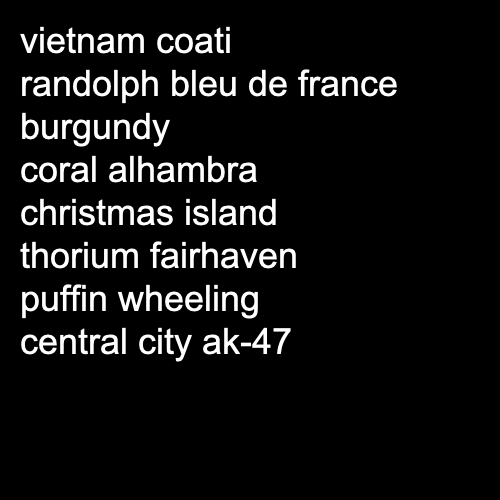 vietnam coati
randolph bleu de france
burgundy
coral alhambra
christmas island
thorium fairhaven
puffin wheeling
central city ak-47